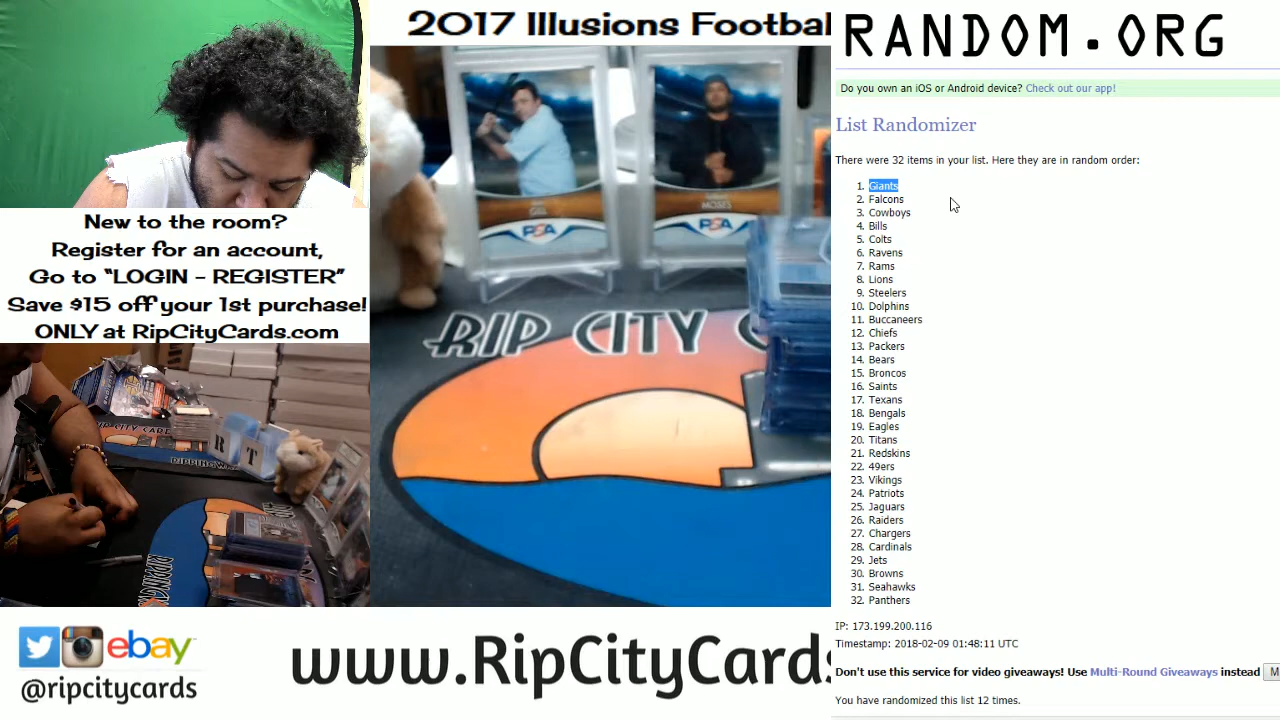 2017 Illusions Footbal
New to the room?
Register for an account,
Go to “LOGIN - REGISTER”
Save $15 off your 1st purchase!
ONLY at RipCityCards.com
GIL
MOSES
PSA
PSA
RIP CITY C
RIP CITY CARD
R T
ebay
@ripcitycards
www.RipCityCards
RANDOM.ORG
Do you own an iOS or Android device? Check out our app!
List Randomizer
There were 32 items in your list. Here they are in random order:
1. Giants
2. Falcons
3. Cowboys
4. Bills
5. Colts
6. Ravens
7. Rams
8. Lions
9. Steelers
10. Dolphins
11. Buccaneers
12. Chiefs
13. Packers
14. Bears
15. Broncos
16. Saints
17. Texans
18. Bengals
19. Eagles
20. Titans
21. Redskins
22. 49ers
23. Vikings
24. Patriots
25. Jaguars
26. Raiders
27. Chargers
28. Cardinals
29. Jets
30. Browns
31. Seahawks
32. Panthers
IP: 173.199.200.116
Timestamp: 2018-02-09 01:48:11 UTC
Don't use this service for video giveaways! Use Multi-Round Giveaways instead M
You have randomized this list 12 times.